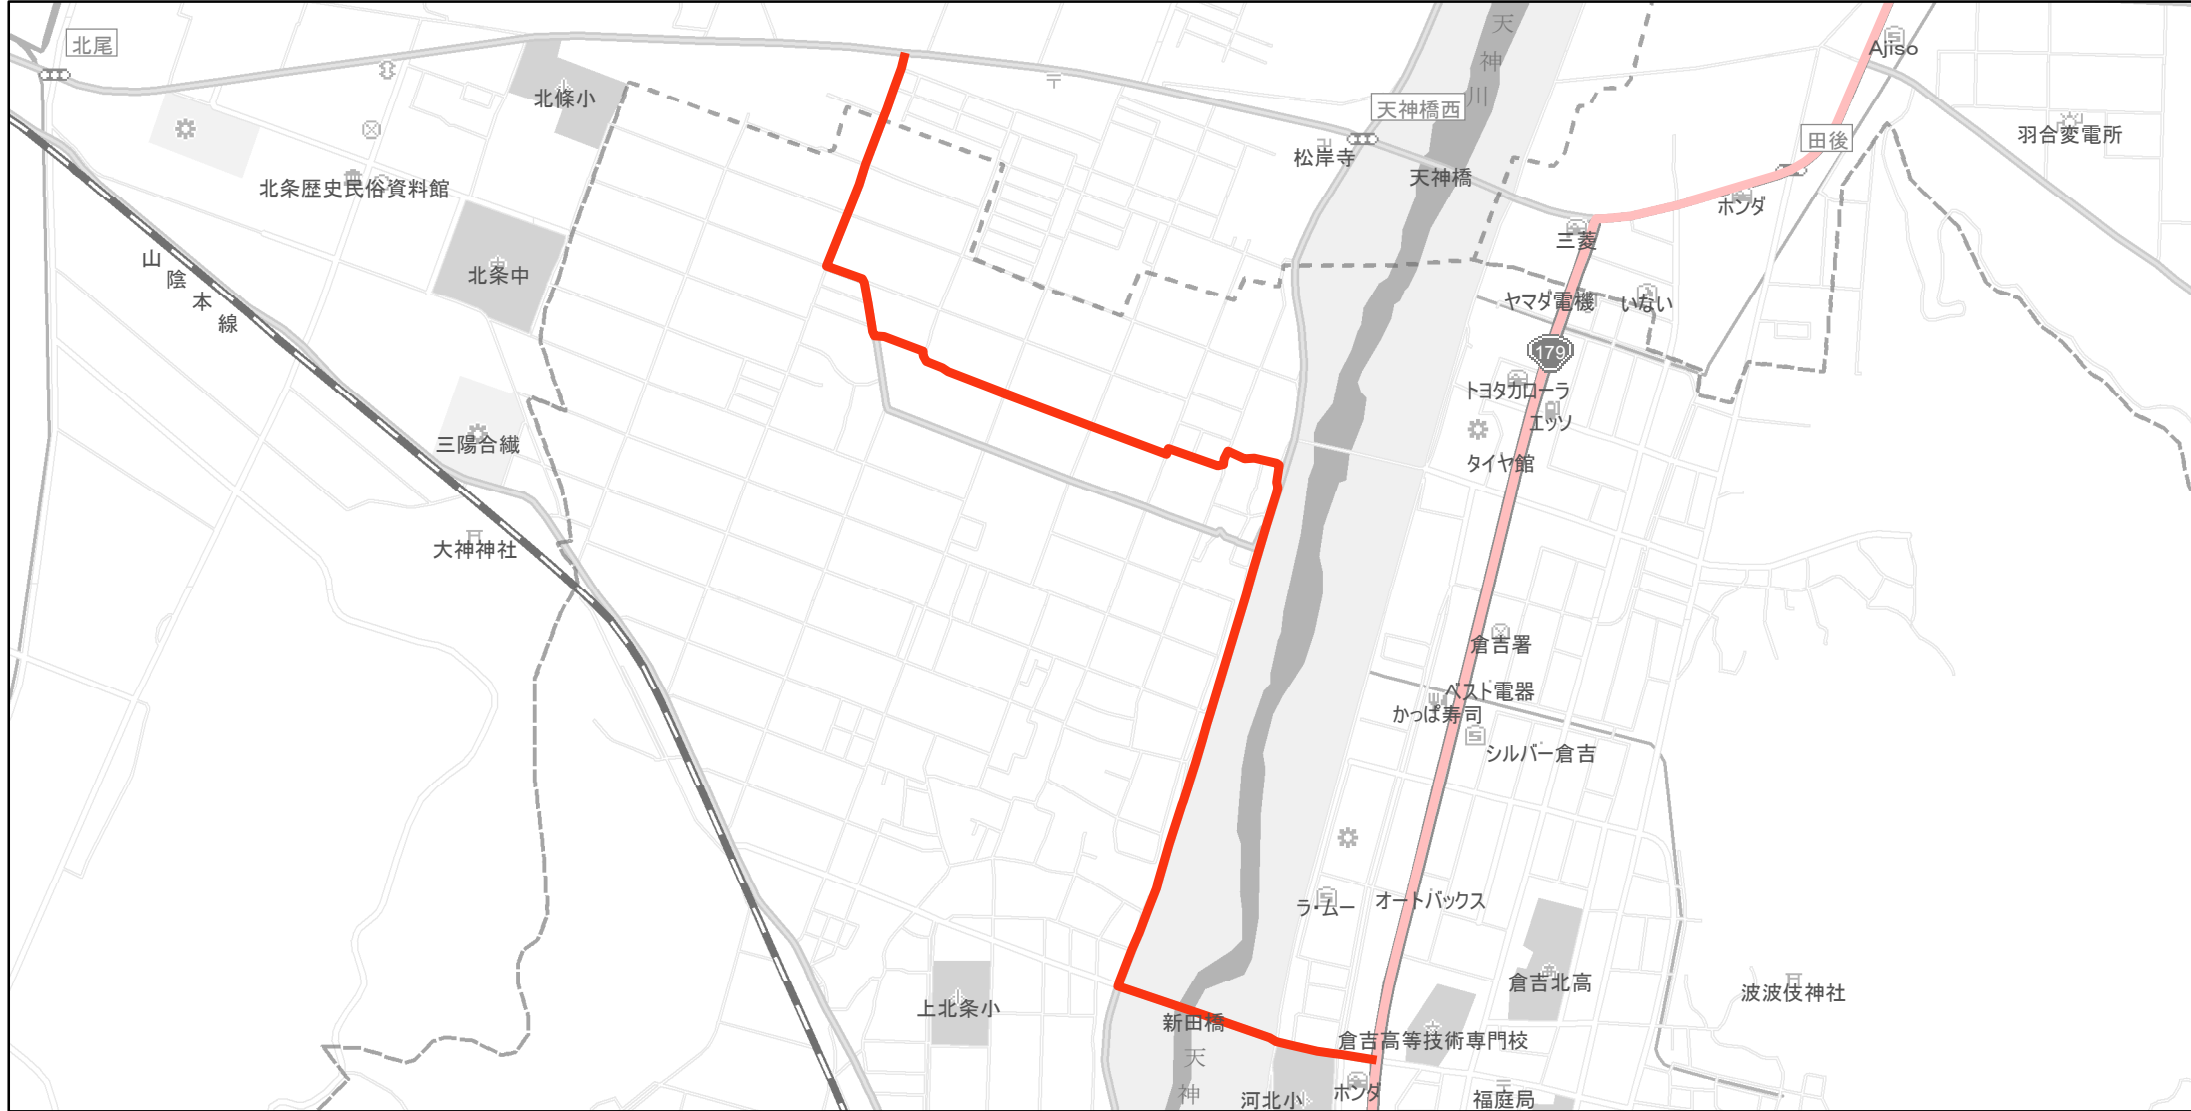 北尾
天神川
Ajiso
北條小
天神橋西
羽合変電所
田後
松岸寺
天神橋
北条歴史民俗資料館
ホンダ
三菱
山陰本線
北条中
ヤマダ電機
いない
179
トヨタカローラ
エッソ
三陽合繊
タイヤ館
大神神社
倉吉署
ベスト電器
かっぱ寿司
シルバー倉吉
ラ・ムー
オートバックス
倉吉北高
波波伎神社
上北条小
新田橋
倉吉高等技術専門校
天神
河北小
ホンダ
福庭局